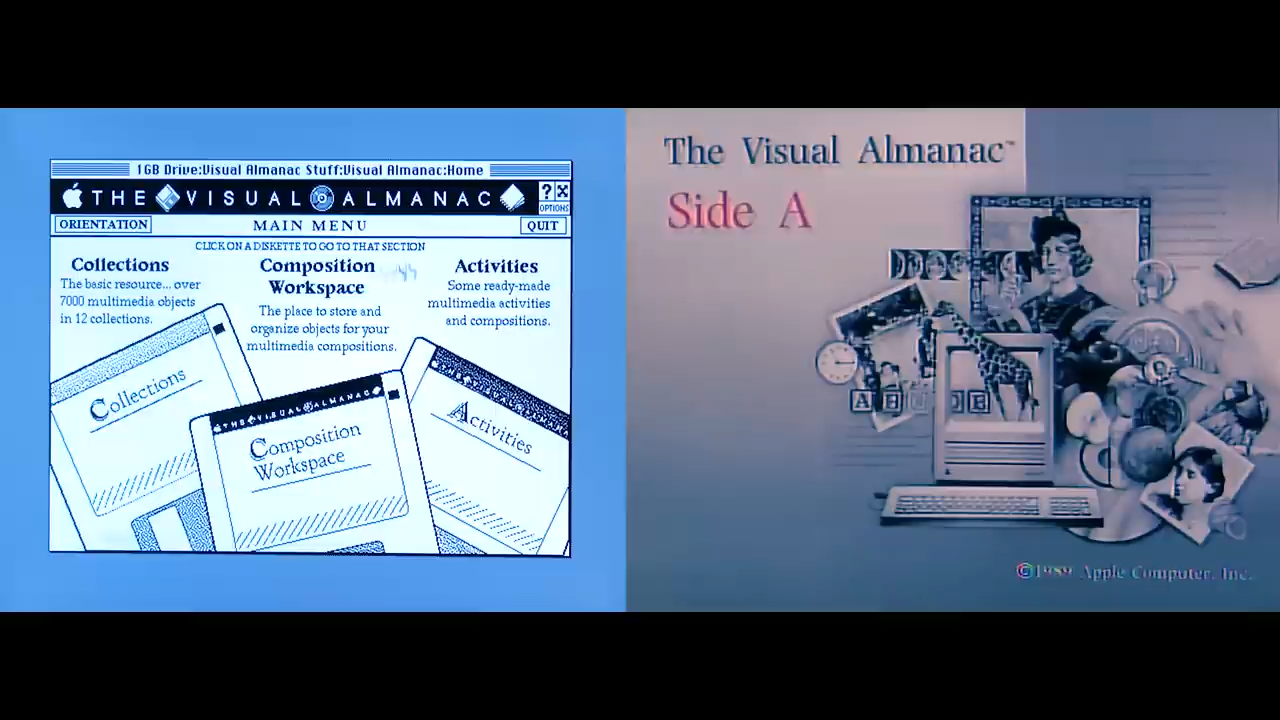 1GB Drive:Visual Almanac Stuff:Visual Almanac:Home
THE VISUAL ALMANAC
? X
OPTIONS
ORIENTATION
MAIN MENU
QUIT
CLICK ON A DISKETTE TO GO TO THAT SECTION
Collections
The basic resource... over
7000 multimedia objects
in 12 collections.
Composition
Workspace
The place to store and
organize objects for your
multimedia compositions.
Activities
Some ready-made
multimedia activities
and compositions.
Collections
THE VISUAL ALMANAC
Composition
Workspace
THE VISUAL ALMANAC
Activities
The Visual Almanac™
Side A
A B C D E
©1989 Apple Computer, Inc.